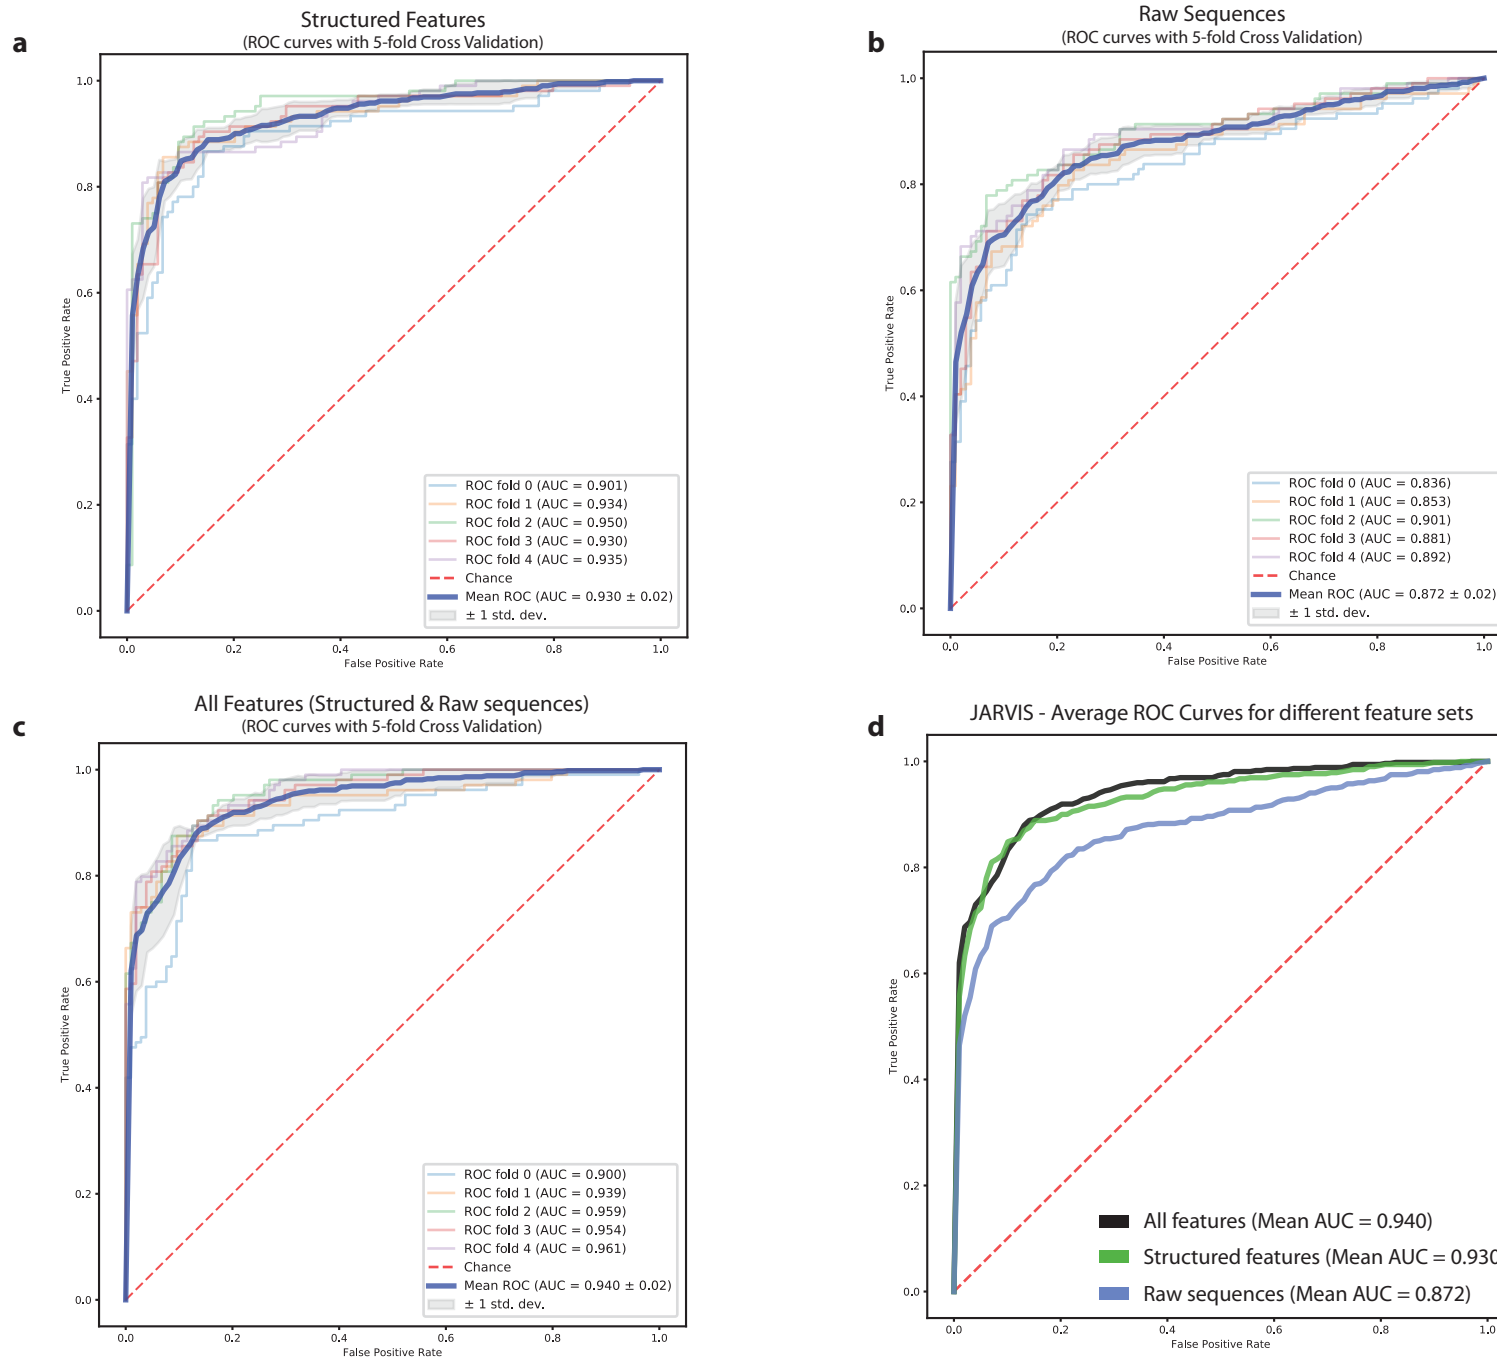 a
Structured Features
(ROC curves with 5-fold Cross Validation)
1.0
0.8
0.6
0.4
0.2
0.0
True Positive Rate
ROC fold 0 (AUC = 0.901)
ROC fold 1 (AUC = 0.934)
ROC fold 2 (AUC = 0.950)
ROC fold 3 (AUC = 0.930)
ROC fold 4 (AUC = 0.935)
Chance
Mean ROC (AUC = 0.930 ± 0.02)
± 1 std. dev.
0.0 0.2 0.4 0.6 0.8 1.0
False Positive Rate
b
Raw Sequences
(ROC curves with 5-fold Cross Validation)
1.0
0.8
0.6
0.4
0.2
0.0
True Positive Rate
ROC fold 0 (AUC = 0.836)
ROC fold 1 (AUC = 0.853)
ROC fold 2 (AUC = 0.901)
ROC fold 3 (AUC = 0.881)
ROC fold 4 (AUC = 0.892)
Chance
Mean ROC (AUC = 0.872 ± 0.02)
± 1 std. dev.
0.0 0.2 0.4 0.6 0.8 1.0
False Positive Rate
c
All Features (Structured & Raw sequences)
(ROC curves with 5-fold Cross Validation)
1.0
0.8
0.6
0.4
0.2
0.0
True Positive Rate
ROC fold 0 (AUC = 0.900)
ROC fold 1 (AUC = 0.939)
ROC fold 2 (AUC = 0.959)
ROC fold 3 (AUC = 0.954)
ROC fold 4 (AUC = 0.961)
Chance
Mean ROC (AUC = 0.940 ± 0.02)
± 1 std. dev.
0.0 0.2 0.4 0.6 0.8 1.0
False Positive Rate
d
JARVIS - Average ROC Curves for different feature sets
1.0
0.8
0.6
0.4
0.2
0.0
True Positive Rate
All features (Mean AUC = 0.940)
Structured features (Mean AUC = 0.930
Raw sequences (Mean AUC = 0.872)
0.0 0.2 0.4 0.6 0.8 1.0
False Positive Rate